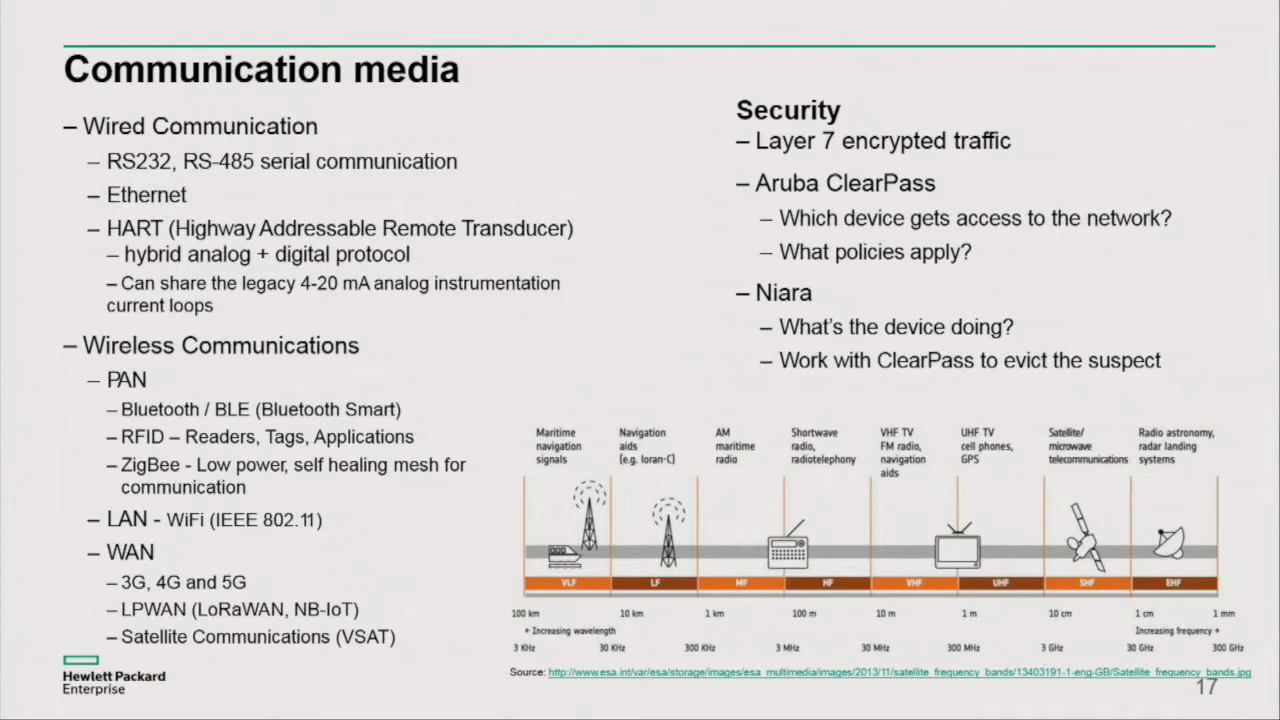 Communication media
– Wired Communication
– RS232, RS-485 serial communication
– Ethernet
– HART (Highway Addressable Remote Transducer)
– hybrid analog + digital protocol
– Can share the legacy 4-20 mA analog instrumentation
current loops
– Wireless Communications
– PAN
– Bluetooth / BLE (Bluetooth Smart)
– RFID – Readers, Tags, Applications
– ZigBee - Low power, self healing mesh for
communication
– LAN - WiFi (IEEE 802.11)
– WAN
– 3G, 4G and 5G
– LPWAN (LoRaWAN, NB-IoT)
– Satellite Communications (VSAT)
Security
– Layer 7 encrypted traffic
– Aruba ClearPass
– Which device gets access to the network?
– What policies apply?
– Niara
– What's the device doing?
– Work with ClearPass to evict the suspect
Maritime
navigation
signals
Navigation
aids
(e.g. loran-C)
AM
maritime
radio
Shortwave
radio,
radiotelephony
VHF TV
FM radio,
navigation
aids
UHF TV
cell phones,
GPS
Satellite/
microwave
telecommunications
Radio astronomy,
radar landing
systems
VLF LF MF HF VHF UHF SHF EHF
100 km 10 km 1 km 100 m 10 m 1 m 10 cm 1 cm 1 mm
← Increasing wavelength Increasing frequency →
3 KHz 30 KHz 300 KHz 3 MHz 30 MHz 300 MHz 3 GHz 30 GHz 300 GHz
Source: http://www.esa.int/var/esa/storage/images/esa_multimedia/images/2013/11/satellite_frequency_bands/13403191-1-eng-GB/Satellite_frequency_bands.jpg
Hewlett Packard
Enterprise
17